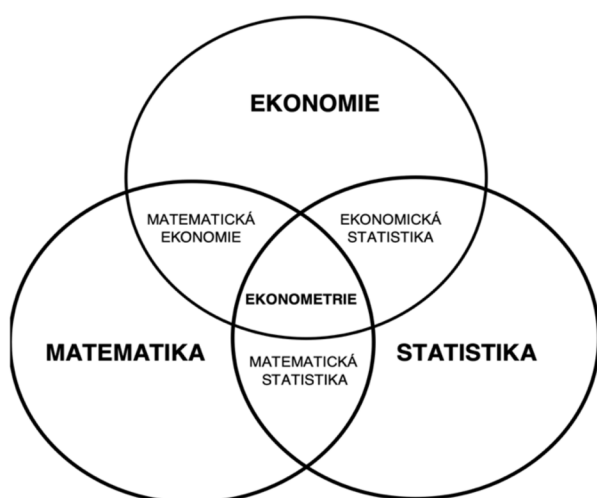 EKONOMIE
MATEMATICKÁ
EKONOMIE
EKONOMICKÁ
STATISTIKA
EKONOMETRIE
MATEMATIKA
STATISTIKA
MATEMATICKÁ
STATISTIKA